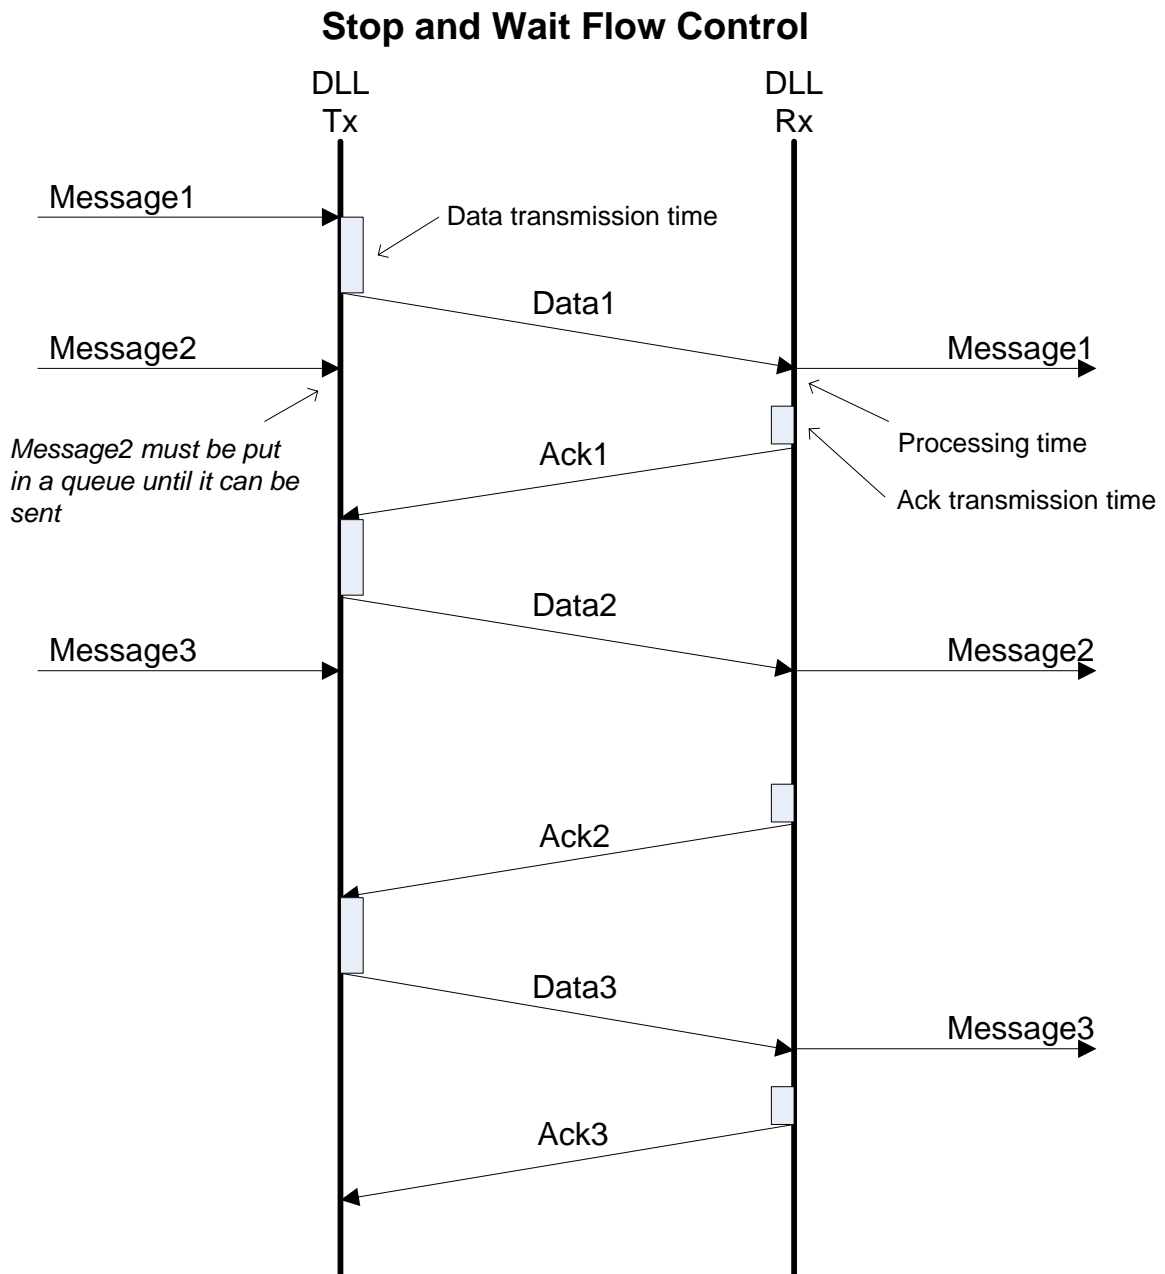 Stop and Wait Flow Control
DLL
Tx
DLL
Rx
Message1
Data transmission time
Data1
Message2
Message1
Message2 must be put
in a queue until it can be
sent
Processing time
Ack1
Ack transmission time
Data2
Message3
Message2
Ack2
Data3
Message3
Ack3